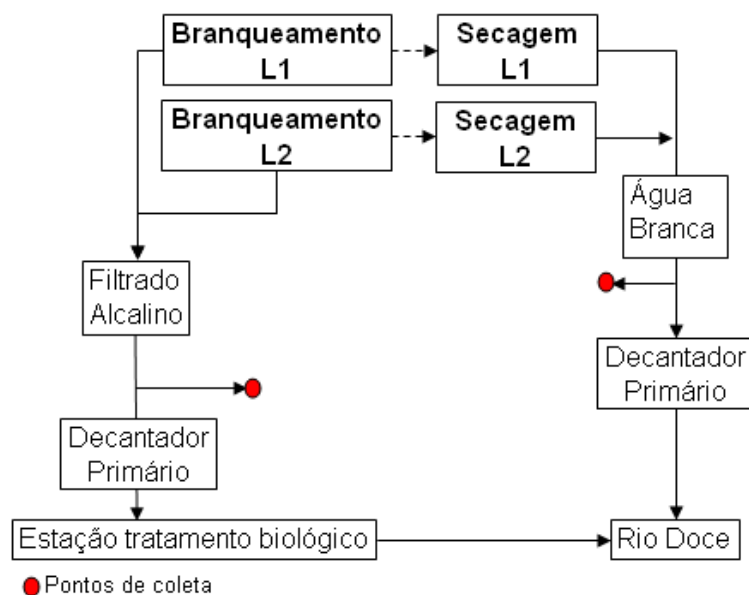 Branqueamento
L1
Secagem
L1
Branqueamento
L2
Secagem
L2
Água
Branca
Filtrado
Alcalino
Decantador
Primário
Decantador
Primário
Estação tratamento biológico
Rio Doce
Pontos de coleta